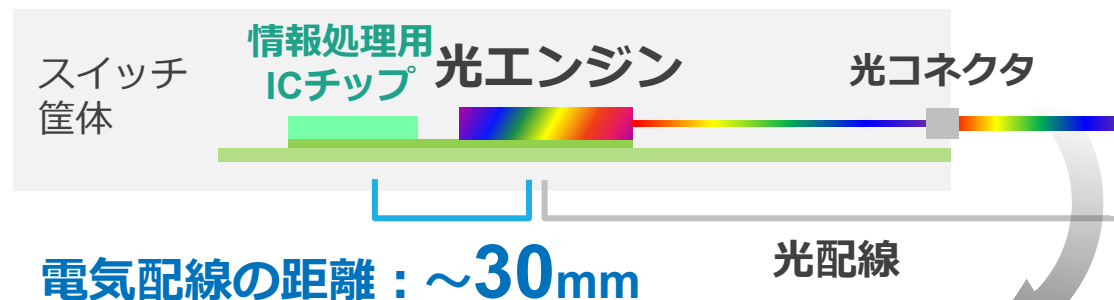 スイッチ
筐体
情報処理用
ICチップ
光エンジン
光コネクタ
光配線
電気配線の距離：～30mm